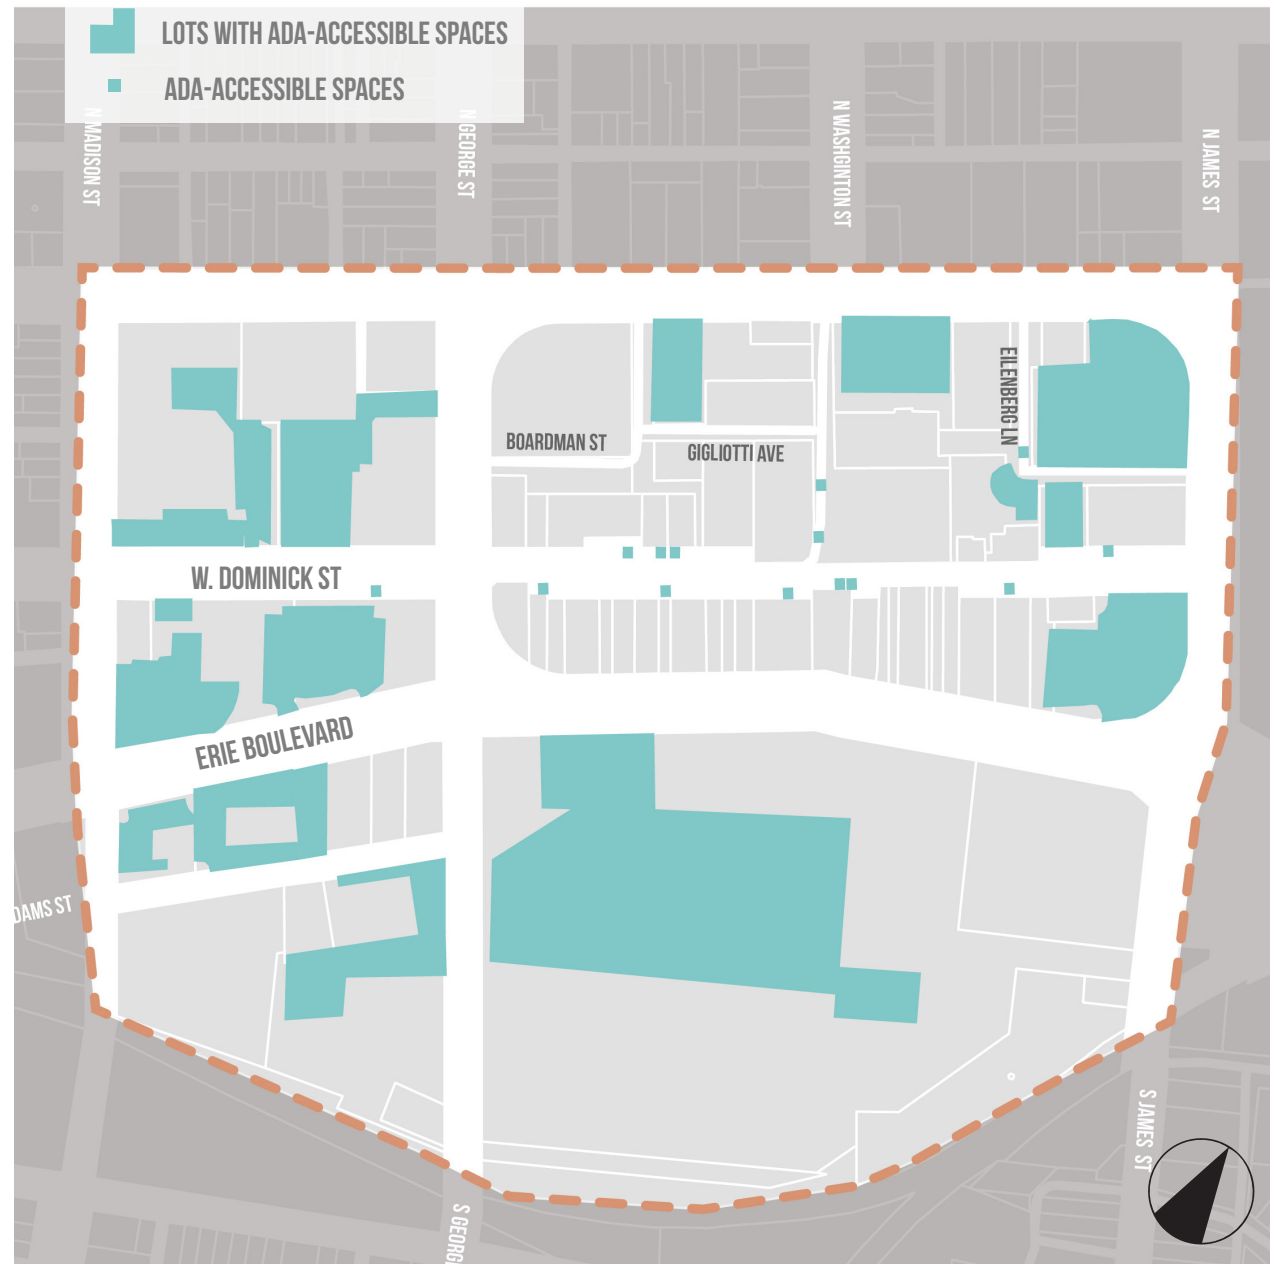 LOTS WITH ADA-ACCESSIBLE SPACES
ADA-ACCESSIBLE SPACES
N MADISON ST
N GEORGE ST
N WASHGINTON ST
N JAMES ST
EILENBERG LN
BOARDMAN ST
GIGLIOTTI AVE
W. DOMINICK ST
ERIE BOULEVARD
DAMS ST
S JAMES ST
S GEORG